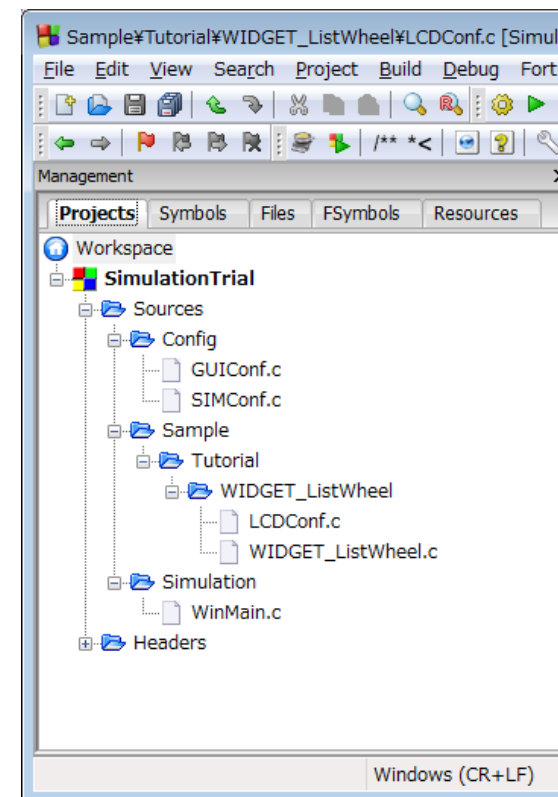 Sample¥Tutorial¥WIDGET_ListWheel¥LCDConf.c [Simul
File Edit View Search Project Build Debug Fort
/** *<
Management
Projects Symbols Files FSymbols Resources
Workspace
SimulationTrial
Sources
Config
GUIConf.c
SIMConf.c
Sample
Tutorial
WIDGET_ListWheel
LCDConf.c
WIDGET_ListWheel.c
Simulation
WinMain.c
Headers
Windows (CR+LF)